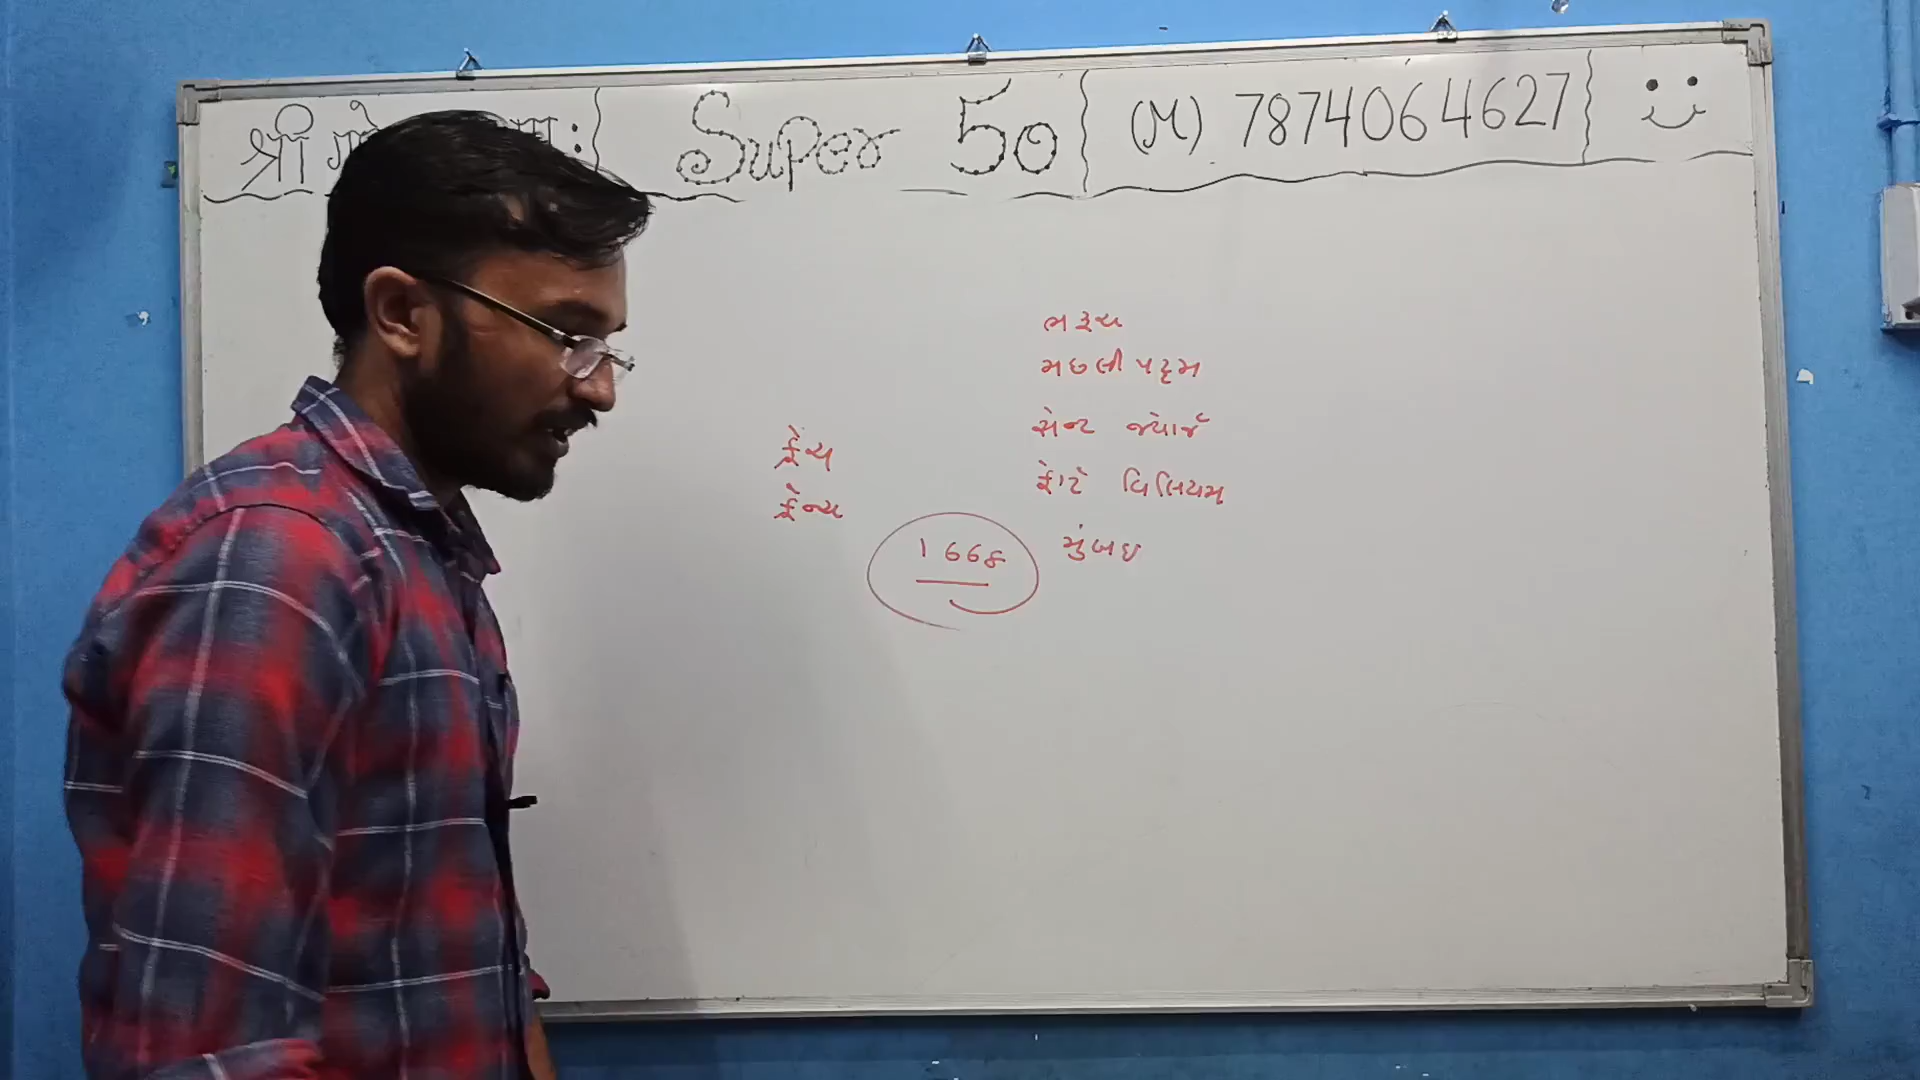 श्री
Super 50
(M) 7874064627
ભરૂચ
મછલીપટ્ટમ
સેન્ટ જ્યોર્જ
ફ્રેંચ
ફોર્ટ વિલિયમ
ફ્રેન્ચ
મુંબઇ
1668